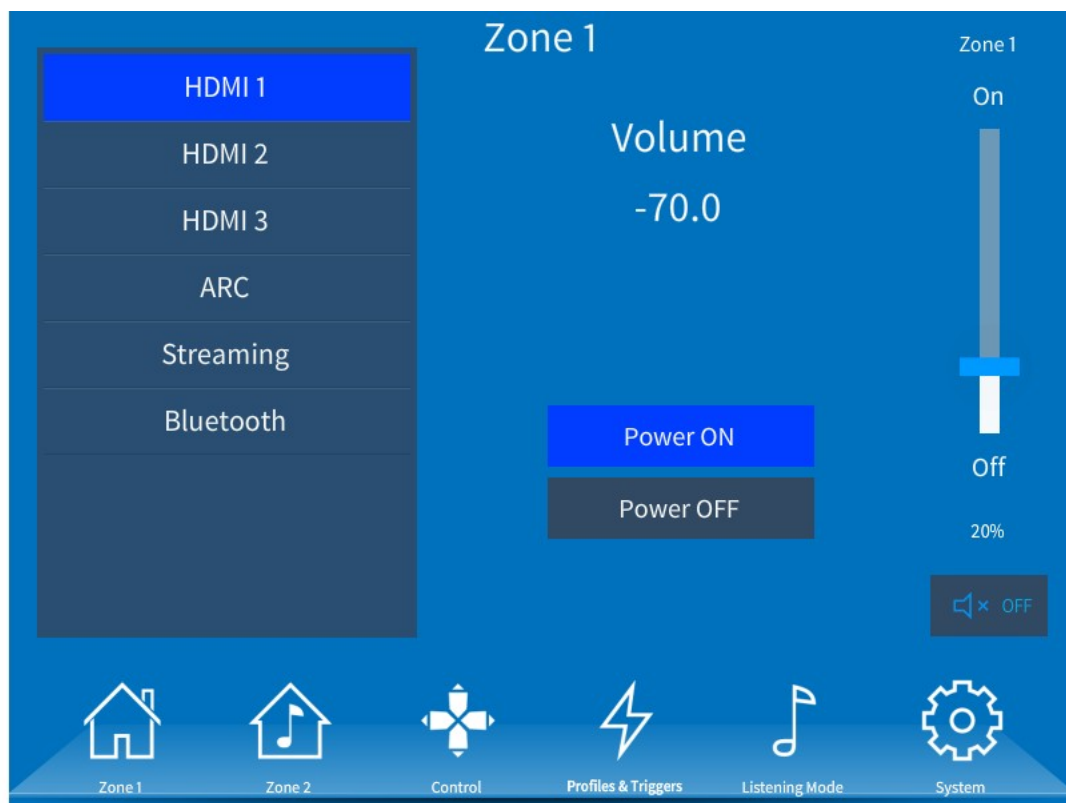 Zone 1
HDMI 1
HDMI 2
HDMI 3
ARC
Streaming
Bluetooth
Volume
-70.0
Power ON
Power OFF
Zone 1
On
Off
20%
OFF
Zone 1
Zone 2
Control
Profiles & Triggers
Listening Mode
System